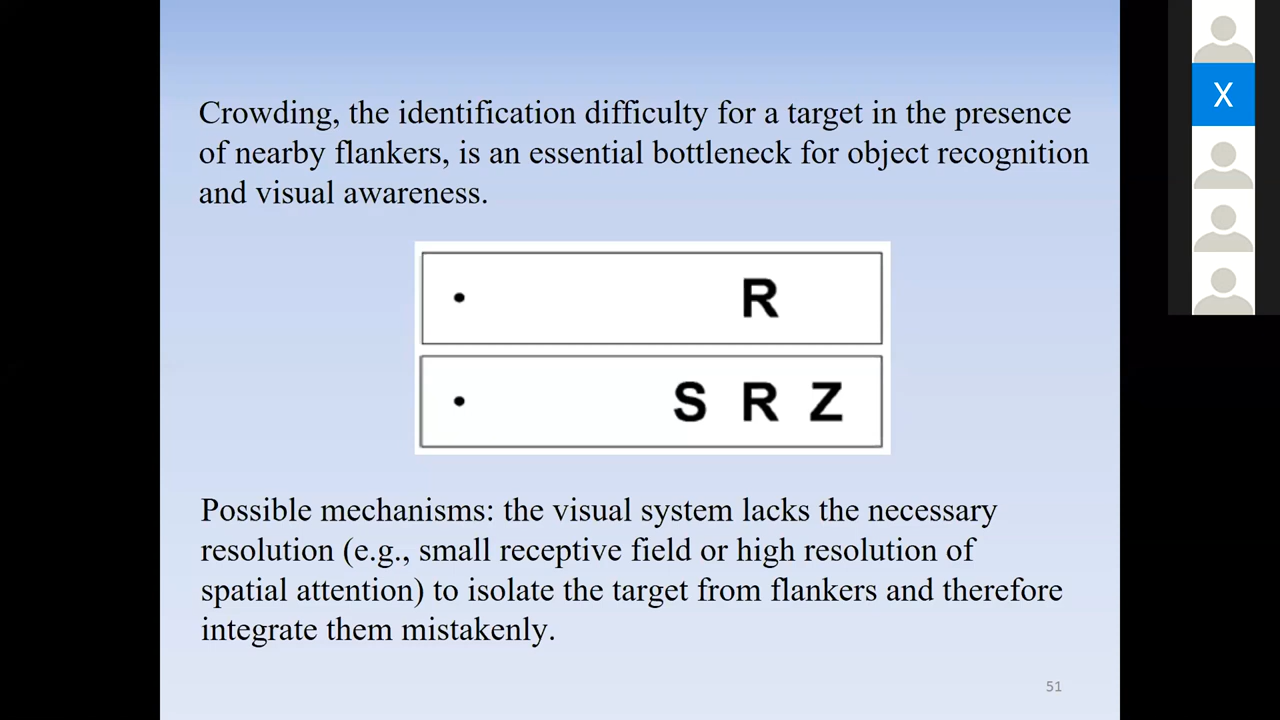 Crowding, the identification difficulty for a target in the presence
of nearby flankers, is an essential bottleneck for object recognition
and visual awareness.
R
S R Z
Possible mechanisms: the visual system lacks the necessary
resolution (e.g., small receptive field or high resolution of
spatial attention) to isolate the target from flankers and therefore
integrate them mistakenly.
51
X